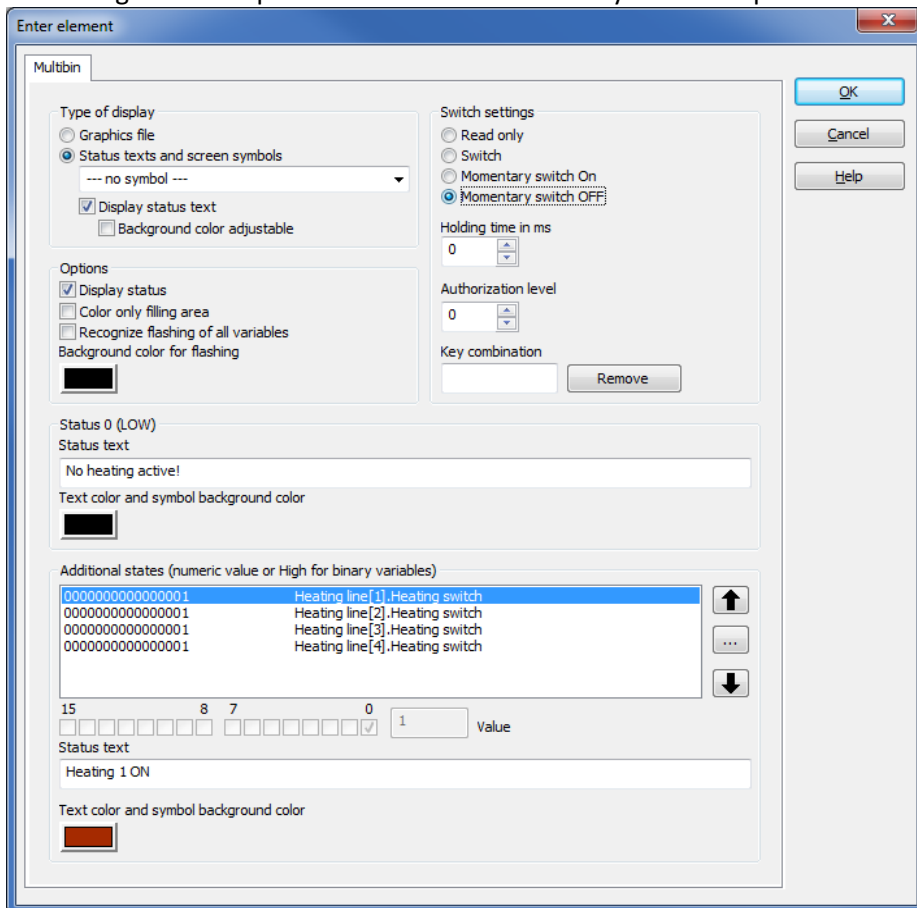 Enter element
Multibin
OK
Cancel
Help
Type of display
Graphics file
Status texts and screen symbols
--- no symbol ---
Display status text
Background color adjustable
Switch settings
Read only
Switch
Momentary switch On
Momentary switch OFF
Holding time in ms
0
Authorization level
0
Key combination
Remove
Options
Display status
Color only filling area
Recognize flashing of all variables
Background color for flashing
Status 0 (LOW)
Status text
No heating active!
Text color and symbol background color
Additional states (numeric value or High for binary variables)
0000000000000001 Heating line[1].Heating switch
0000000000000001 Heating line[2].Heating switch
0000000000000001 Heating line[3].Heating switch
0000000000000001 Heating line[4].Heating switch
...
15 8 7 0
1 Value
Status text
Heating 1 ON
Text color and symbol background color